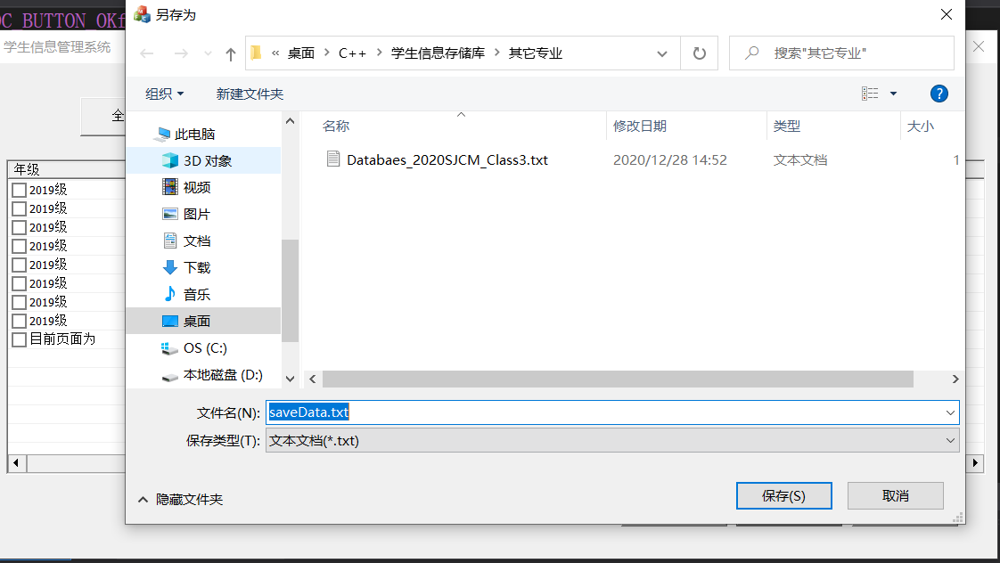 OC BUTTON OK
学生信息管理系统
全
年级
2019级
2019级
2019级
2019级
2019级
2019级
2019级
2019级
目前页面为
另存为
« 桌面 > C++ > 学生信息存储库 > 其它专业
搜索"其它专业"
组织 新建文件夹
?
此电脑
3D 对象
视频
图片
文档
下载
音乐
桌面
OS (C:)
本地磁盘 (D:)
名称 修改日期 类型 大小
Databaes_2020SJCM_Class3.txt 2020/12/28 14:52 文本文档 1
文件名(N): saveData.txt
保存类型(T): 文本文档(*.txt)
隐藏文件夹
保存(S) 取消